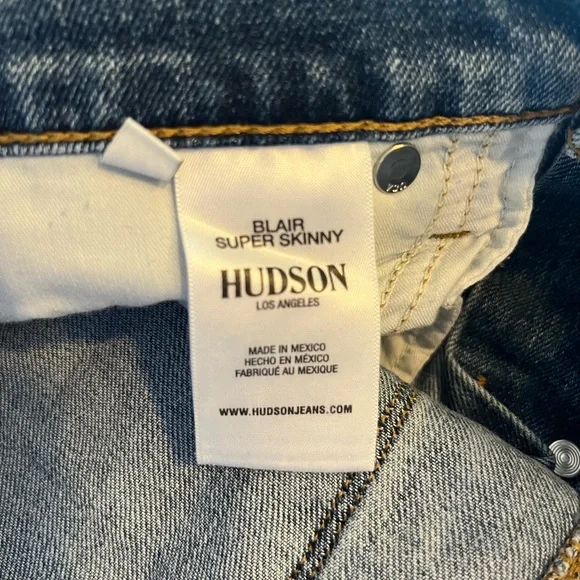 BLAIR
SUPER SKINNY
HUDSON
LOS ANGELES
MADE IN MEXICO
HECHO EN MÉXICO
FABRIQUÉ AU MEXIQUE
WWW.HUDSONJEANS.COM